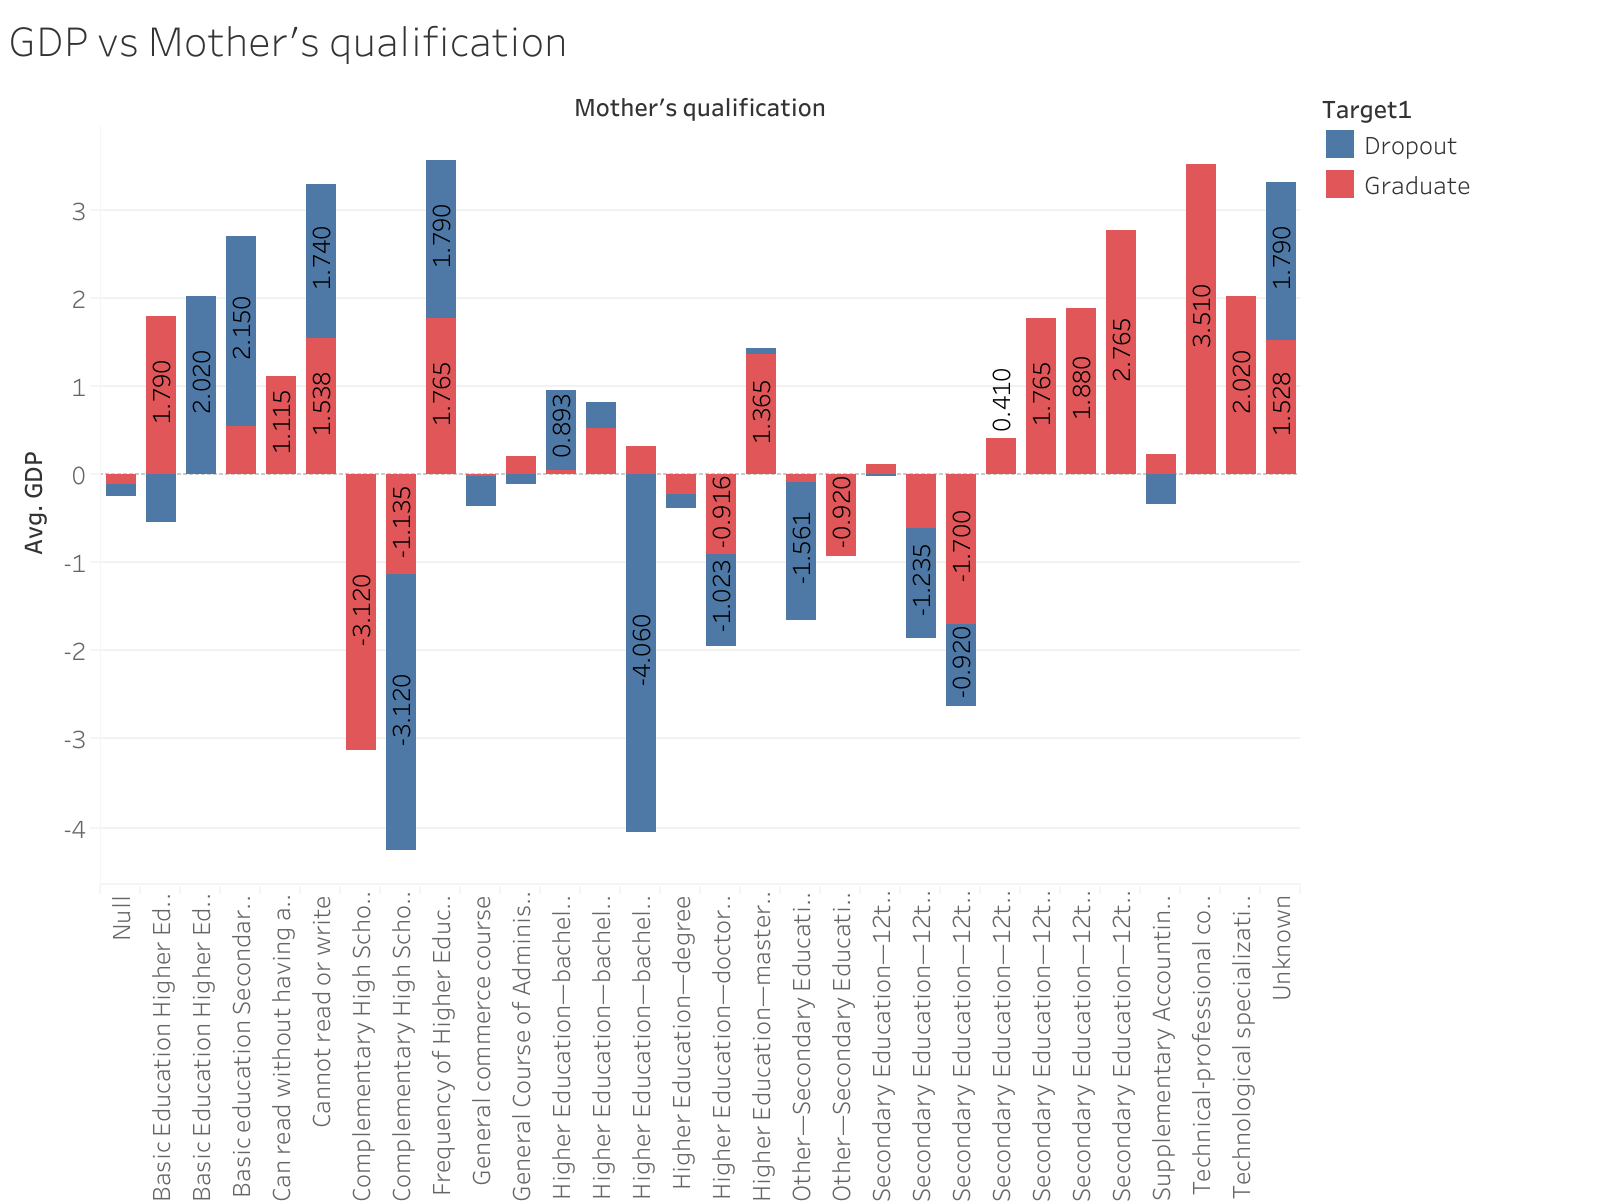 GDP vs Mother’s qualification
Mother’s qualification
Target1
Dropout
Graduate
Avg. GDP
3
2
1
0
-1
-2
-3
-4
1.790
2.020
2.150
1.115
1.740
1.538
-3.120
-1.135
-3.120
1.790
1.765
0.893
-4.060
-0.916
-1.023
1.365
-1.561
-0.920
-1.235
-1.700
-0.920
0.410
1.765
1.880
2.765
3.510
2.020
1.790
1.528
Null
Basic Education Higher Ed..
Basic Education Higher Ed..
Basic education Secondar..
Can read without having a..
Cannot read or write
Complementary High Scho..
Complementary High Scho..
Frequency of Higher Educ..
General commerce course
General Course of Adminis..
Higher Education—bachel..
Higher Education—bachel..
Higher Education—bachel..
Higher Education—degree
Higher Education—doctor..
Higher Education—master..
Other—Secondary Educati..
Other—Secondary Educati..
Secondary Education—12t..
Secondary Education—12t..
Secondary Education—12t..
Secondary Education—12t..
Secondary Education—12t..
Secondary Education—12t..
Secondary Education—12t..
Supplementary Accountin..
Technical-professional co..
Technological specializati..
Unknown